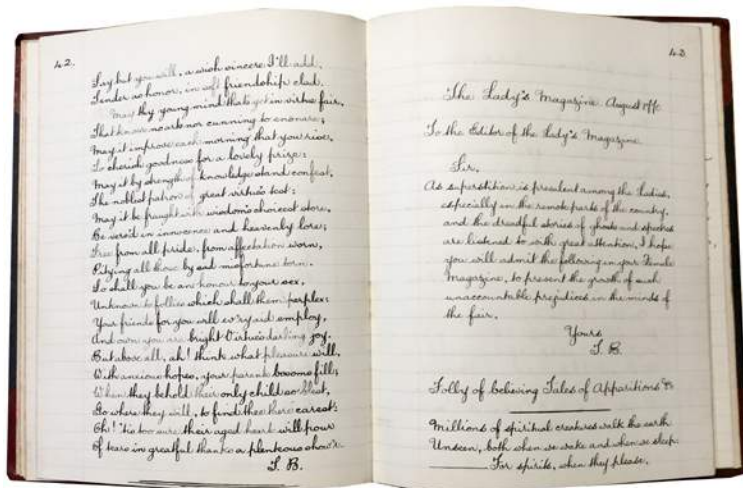 42.
Say but you will, a wish sincere I'll add.
Tender as honor, in soft friendship clad.
May thy young mind that's yet in virtue fair,
That knows no art nor cunning to ensnare;
May it improve each morning that you rise,
To cherish goodness for a lovely prize:
May it by strength of knowledge stand confest,
The noblest patron of great virtue's test:
May it be fraught with wisdom's choicest store,
Be vers'd in innocence and heavenly lore;
Free from all pride, from affectation worn,
Pitying all those by sad misfortune torn.
So shall you be an honour to your sex,
Unknown to follies which shall them perplex:
Your friends for you will ev'ry aid employ,
And own you are bright Virtue's darling joy.
But above all, ah! think what pleasure will,
With anxious hopes, your parents bosoms fill;
When they behold their only child so blest,
Go where they will, to find thee there carest:
Oh! 'tis too sure their aged heart will pour
Of tears in greatful thanks a plenteous show'r.
J. B.
43.
The Lady's Magazine. August
To the Editor of the Lady's Magazine
Sir,
As superstition is prevalent among the ladies,
especially in the remote parts of the country,
and the dreadful stories of ghosts and spectres
are listened to with great attention, I hope
you will admit the following in your Female
Magazine, to prevent the growth of such
unaccountable prejudices in the minds of
the fair.
Yours
J. B.
Folly of believing Tales of Apparitions &c
Millions of spiritual creatures walk the earth
Unseen, both when we wake and when we sleep:
For spirits, when they please,